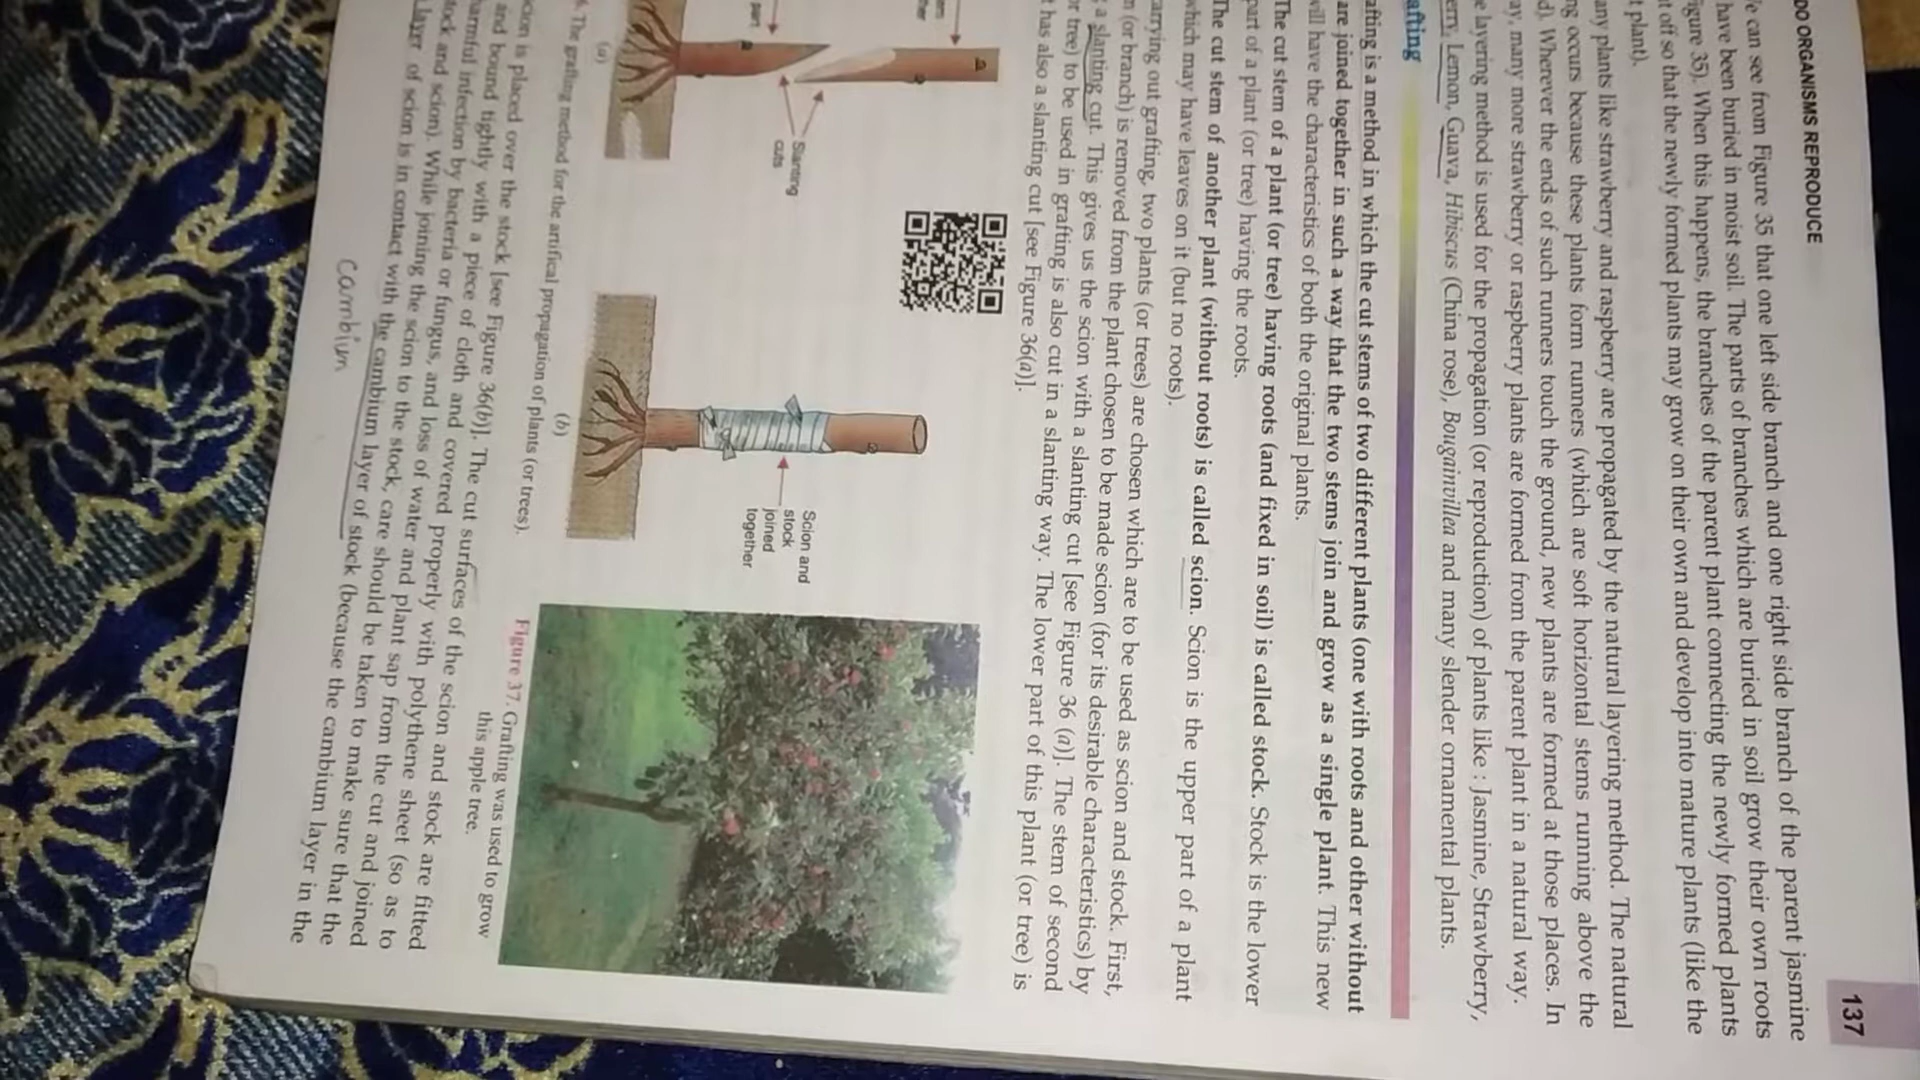 DO ORGANISMS REPRODUCE
137
e can see from Figure 35 that one left side branch and one right side branch of the parent jasmine
have been buried in moist soil. The parts of branches which are buried in soil grow their own roots
igure 35). When this happens, the branches of the parent plant connecting the newly formed plants
t off so that the newly formed plants may grow on their own and develop into mature plants (like the
t plant).
any plants like strawberry and raspberry are propagated by the natural layering method. The natural
ng occurs because these plants form runners (which are soft horizontal stems running above the
d). Wherever the ends of such runners touch the ground, new plants are formed at those places. In
ay, many more strawberry or raspberry plants are formed from the parent plant in a natural way.
e layering method is used for the propagation (or reproduction) of plants like : Jasmine, Strawberry,
erry, Lemon, Guava, Hibiscus (China rose), Bougainvillea and many slender ornamental plants.
afting
afting is a method in which the cut stems of two different plants (one with roots and other without
are joined together in such a way that the two stems join and grow as a single plant. This new
will have the characteristics of both the original plants.
The cut stem of a plant (or tree) having roots (and fixed in soil) is called stock. Stock is the lower
part of a plant (or tree) having the roots.
The cut stem of another plant (without roots) is called scion. Scion is the upper part of a plant
which may have leaves on it (but no roots).
arrying out grafting, two plants (or trees) are chosen which are to be used as scion and stock. First,
m (or branch) is removed from the plant chosen to be made scion (for its desirable characteristics) by
a slanting cut. This gives us the scion with a slanting cut [see Figure 36 (a)]. The stem of second
or tree) to be used in grafting is also cut in a slanting way. The lower part of this plant (or tree) is
t has also a slanting cut [see Figure 36(a)].
part
Slanting
cuts
(a)
Scion and
stock
joined
together
(b)
The grafting method for the artifical propagation of plants (or trees).
Figure 37. Grafting was used to grow
this apple tree.
cion is placed over the stock [see Figure 36(b)]. The cut surfaces of the scion and stock are fitted
and bound tightly with a piece of cloth and covered properly with polythene sheet (so as to
harmful infection by bacteria or fungus, and loss of water and plant sap from the cut and joined
tock and scion). While joining the scion to the stock, care should be taken to make sure that the
layer of scion is in contact with the cambium layer of stock (because the cambium layer in the
Cambium